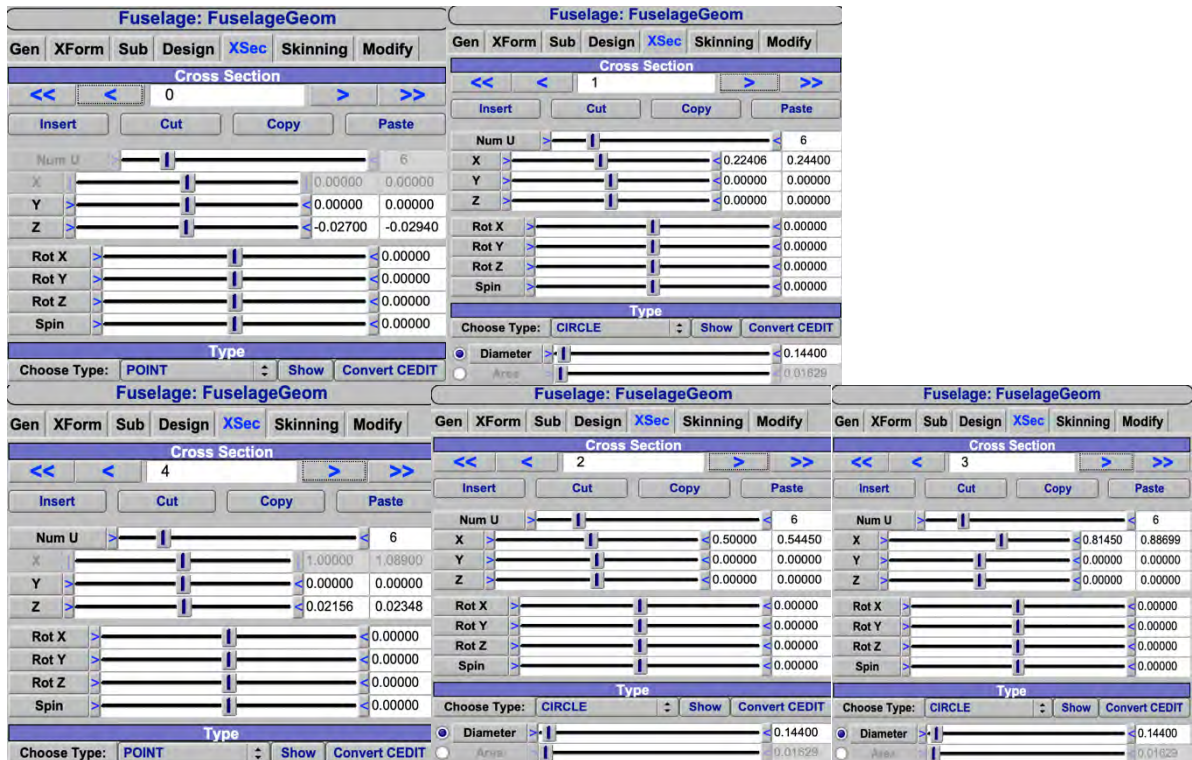 Fuselage: FuselageGeom
Gen XForm Sub Design XSec Skinning Modify
Cross Section
<< < 0 > >>
Insert Cut Copy Paste
Num U > < 6
X 0.00000 0.00000
Y > < 0.00000 0.00000
Z > < -0.02700 -0.02940
Rot X > < 0.00000
Rot Y > < 0.00000
Rot Z > < 0.00000
Spin > < 0.00000
Type
Choose Type: POINT Show Convert CEDIT
Fuselage: FuselageGeom
Gen XForm Sub Design XSec Skinning Modify
Cross Section
<< < 1 > >>
Insert Cut Copy Paste
Num U > < 6
X > < 0.22406 0.24400
Y > < 0.00000 0.00000
Z > < 0.00000 0.00000
Rot X > < 0.00000
Rot Y > < 0.00000
Rot Z > < 0.00000
Spin > < 0.00000
Type
Choose Type: CIRCLE Show Convert CEDIT
Diameter > < 0.14400
Area > < 0.01629
Fuselage: FuselageGeom
Gen XForm Sub Design XSec Skinning Modify
Cross Section
<< < 4 > >>
Insert Cut Copy Paste
Num U > < 6
X 1.00000 1.08900
Y > < 0.00000 0.00000
Z > < 0.02156 0.02348
Rot X > < 0.00000
Rot Y > < 0.00000
Rot Z > < 0.00000
Spin > < 0.00000
Type
Choose Type: POINT Show Convert CEDIT
Fuselage: FuselageGeom
Gen XForm Sub Design XSec Skinning Modify
Cross Section
<< < 2 > >>
Insert Cut Copy Paste
Num U > < 6
X > < 0.50000 0.54450
Y > < 0.00000 0.00000
Z > < 0.00000 0.00000
Rot X > < 0.00000
Rot Y > < 0.00000
Rot Z > < 0.00000
Spin > < 0.00000
Type
Choose Type: CIRCLE Show Convert CEDIT
Diameter > < 0.14400
Area > < 0.01629
Fuselage: FuselageGeom
Gen XForm Sub Design XSec Skinning Modify
Cross Section
<< < 3 > >>
Insert Cut Copy Paste
Num U > < 6
X > < 0.81450 0.88699
Y > < 0.00000 0.00000
Z > < 0.00000 0.00000
Rot X > < 0.00000
Rot Y > < 0.00000
Rot Z > < 0.00000
Spin > < 0.00000
Type
Choose Type: CIRCLE Show Convert CEDIT
Diameter > < 0.14400
Area > < 0.01629